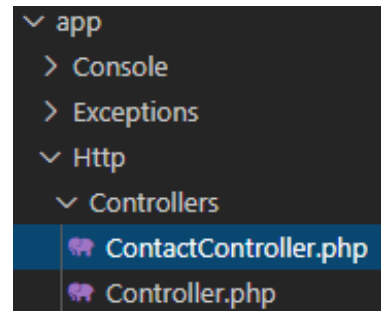 app
Console
Exceptions
Http
Controllers
ContactController.php
Controller.php